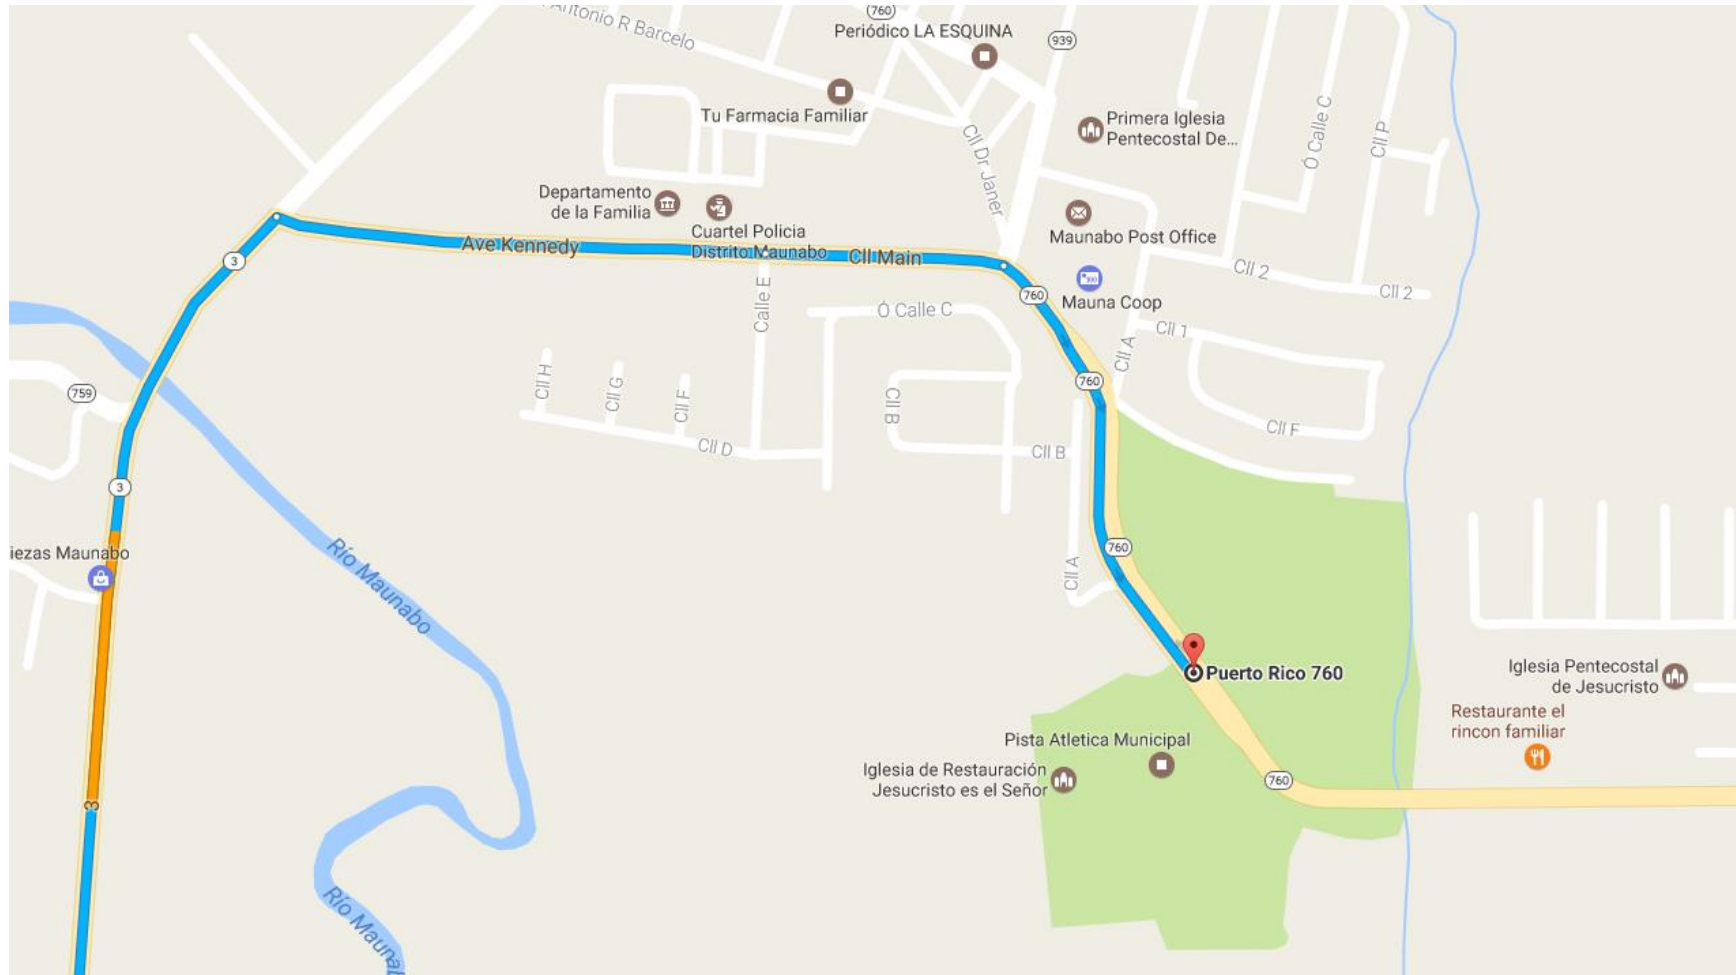 760
Antonio R Barcelo
Periódico LA ESQUINA
939
Tu Farmacia Familiar
Primera Iglesia
Pentecostal De...
Ó Calle C
Cll P
Cll Dr Janer
Departamento
de la Familia
Cuartel Policia
Distrito Maunabo
Maunabo Post Office
Ave Kennedy
Cll Main
3
Cll 2
Cll 2
Mauna Coop
760
Calle E
Ó Calle C
Cll 1
Cll A
759
Cll H
Cll G
Cll F
760
Cll B
Cll F
Cll D
Cll B
3
iezas Maunabo
Río Maunabo
760
Cll A
Puerto Rico 760
Iglesia Pentecostal
de Jesucristo
Restaurante el
rincon familiar
Pista Atletica Municipal
Iglesia de Restauración
Jesucristo es el Señor
760
3
Río Maunab